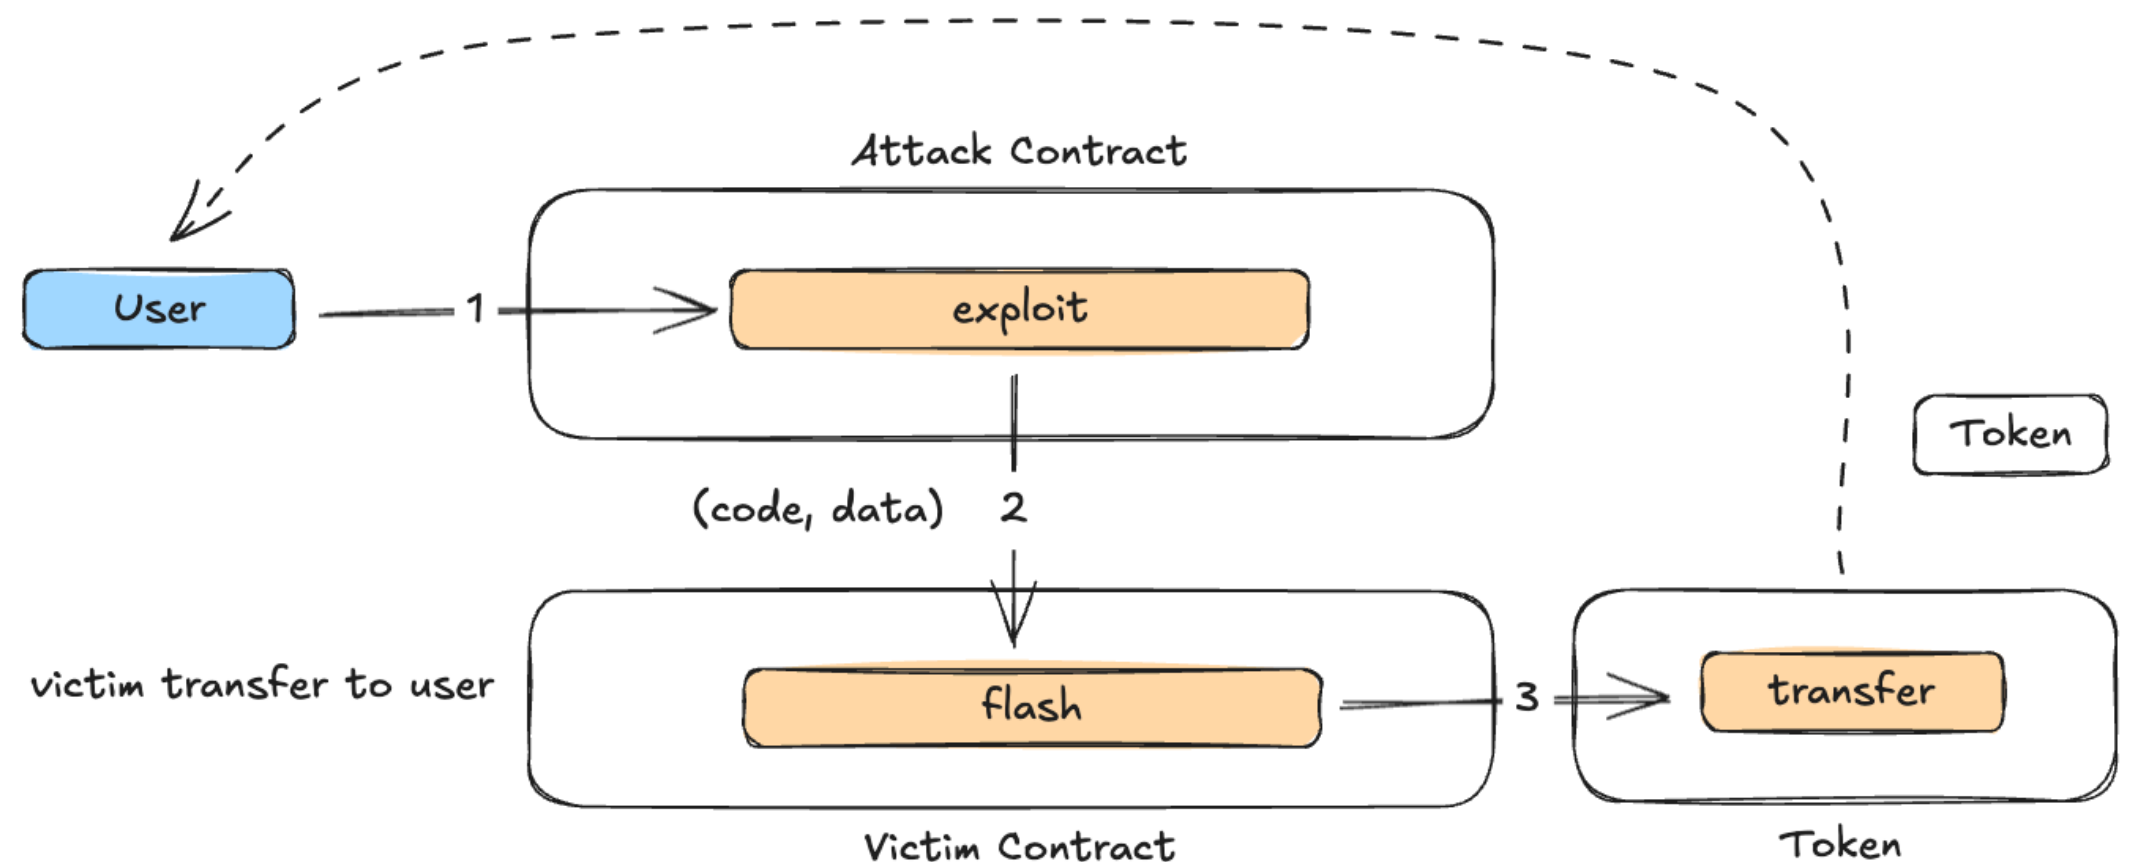 Attack Contract
User
1
exploit
Token
(code, data)
2
victim transfer to user
flash
3
transfer
Victim Contract
Token